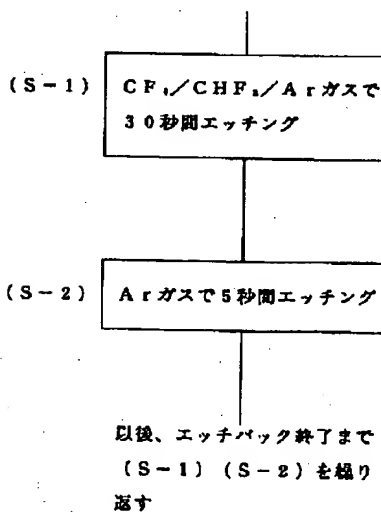 (S-1) CF₄/CHF₃/Arガスで
30秒間エッチング
(S-2) Arガスで5秒間エッチング
以後、エッチバック終了まで
(S-1)(S-2)を繰り
返す